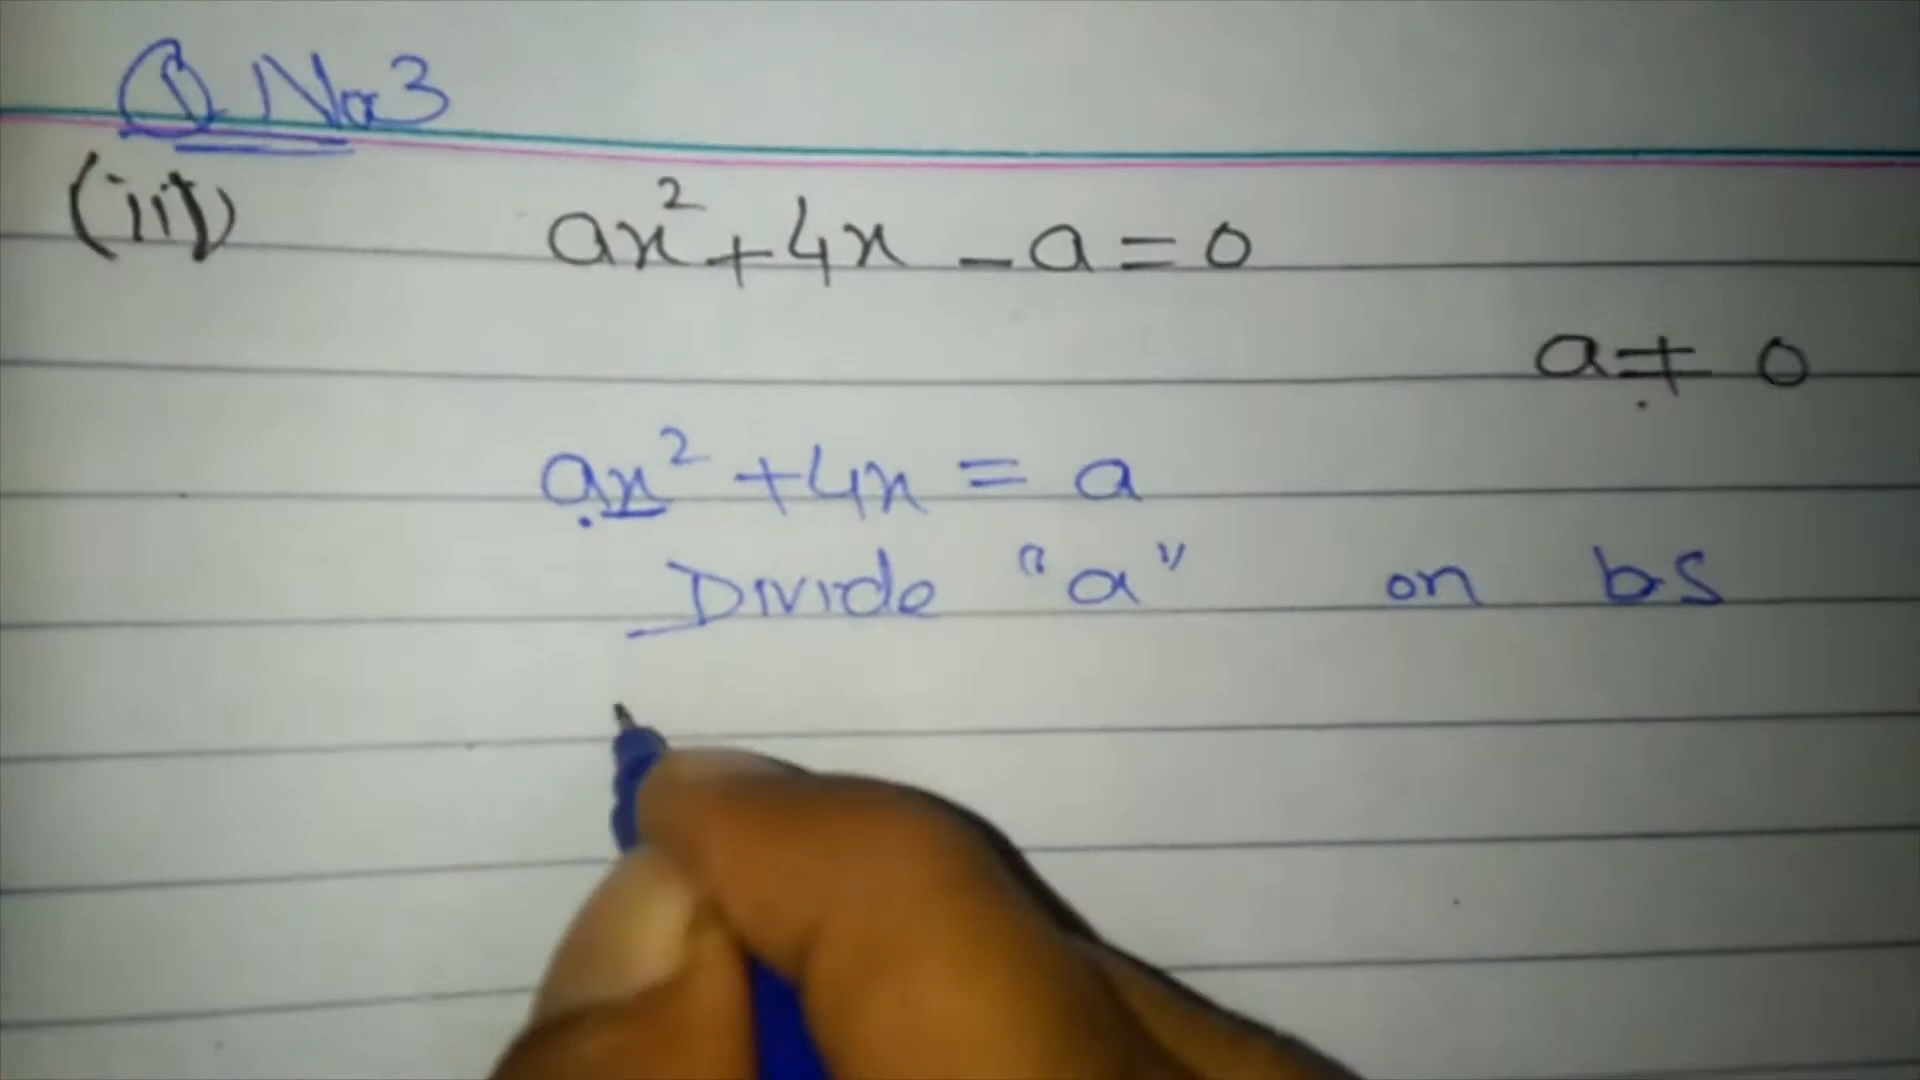 Q No 3
(iii) ax² + 4x - a = 0
a ≠ 0
ax² + 4x = a
Divide "a" on bs